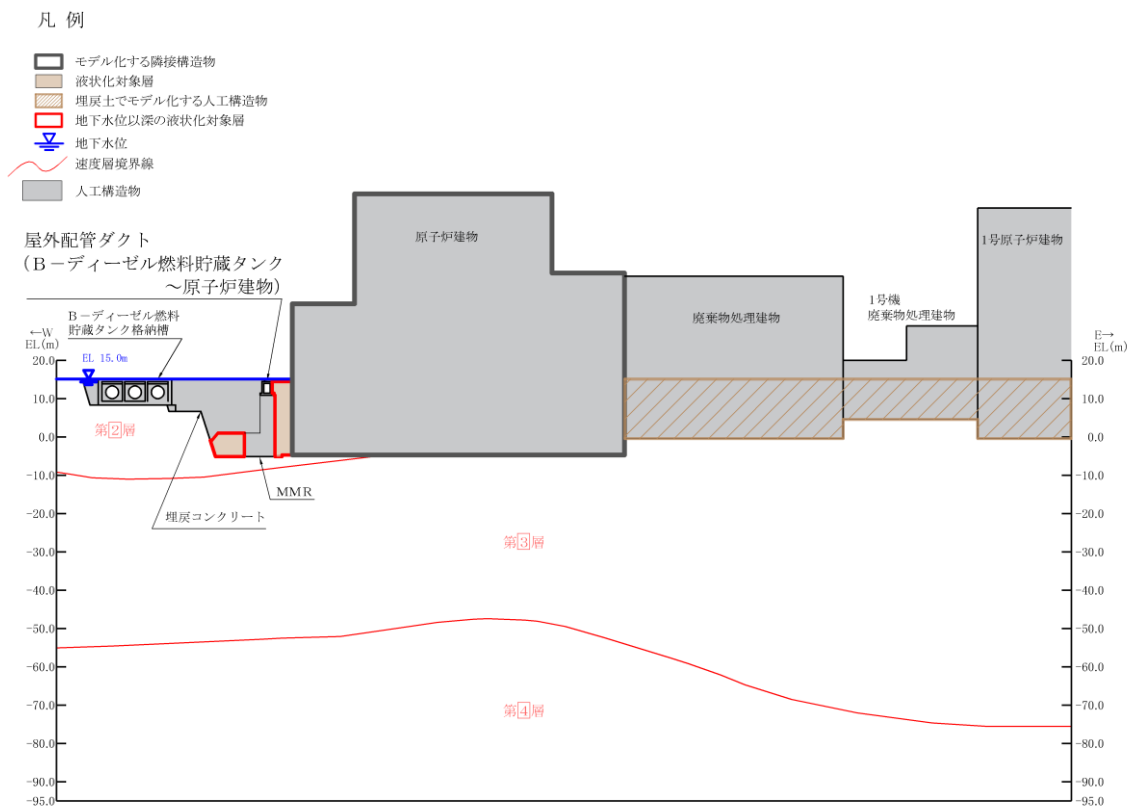 凡 例
モデル化する隣接構造物
液状化対象層
埋戻土でモデル化する人工構造物
地下水位以深の液状化対象層
地下水位
速度層境界線
人工構造物
屋外配管ダクト
（Ｂ－ディーゼル燃料貯蔵タンク
～原子炉建物）
原子炉建物
1号原子炉建物
廃棄物処理建物
1号機
廃棄物処理建物
Ｂ－ディーゼル燃料
貯蔵タンク格納槽
←W
EL(m)
E→
EL(m)
EL 15.0m
20.0
10.0
0.0
-10.0
-20.0
-30.0
-40.0
-50.0
-60.0
-70.0
-80.0
-90.0
-95.0
第2層
MMR
埋戻コンクリート
第3層
第4層
20.0
10.0
0.0
-10.0
-20.0
-30.0
-40.0
-50.0
-60.0
-70.0
-80.0
-90.0
-95.0